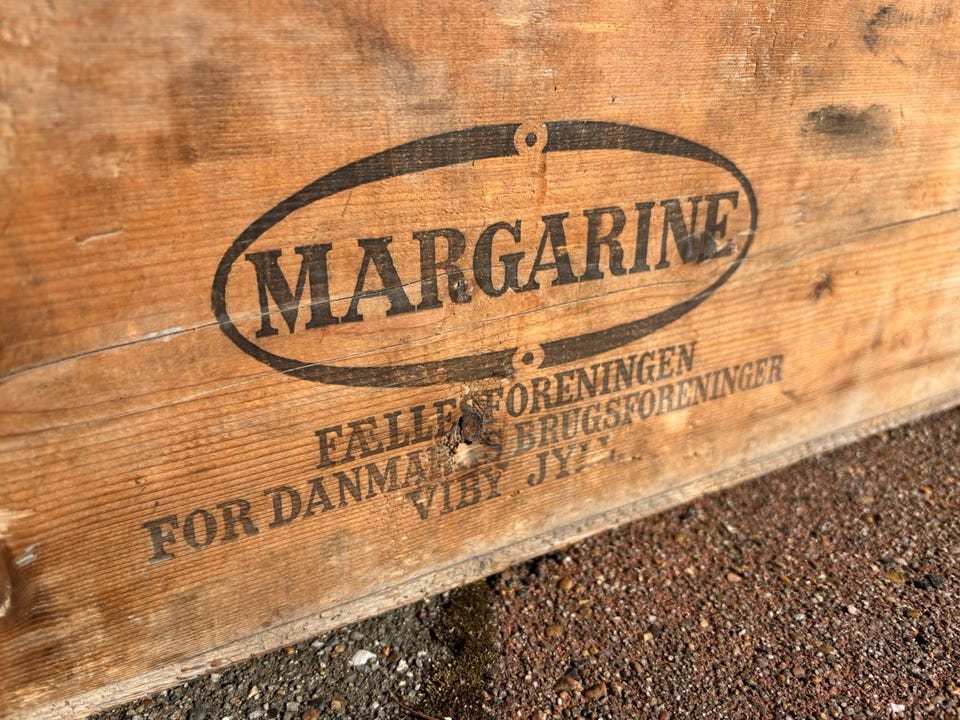 MARGARINE
FÆLLESFORENINGEN
FOR DANMARKS BRUGSFORENINGER
VIBY JYLL.